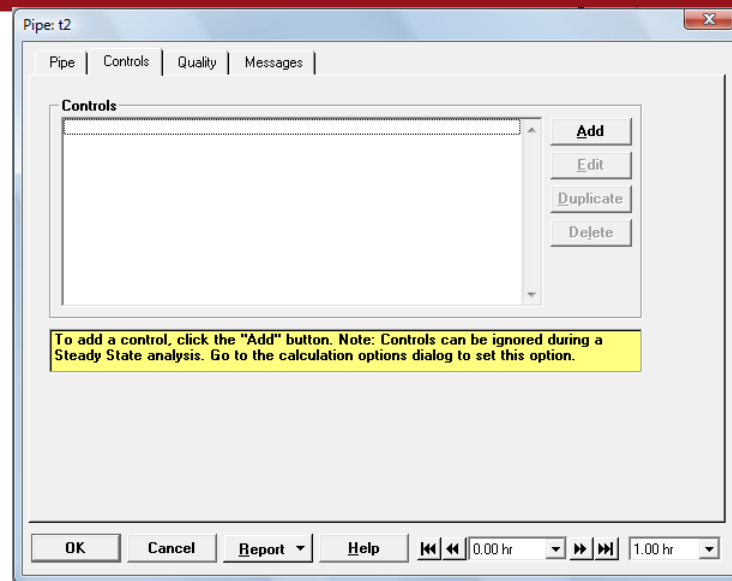 Pipe: t2
Pipe
Controls
Quality
Messages
Controls
Add
Edit
Duplicate
Delete
To add a control, click the "Add" button. Note: Controls can be ignored during a
Steady State analysis. Go to the calculation options dialog to set this option.
OK
Cancel
Report
Help
0.00 hr
1.00 hr